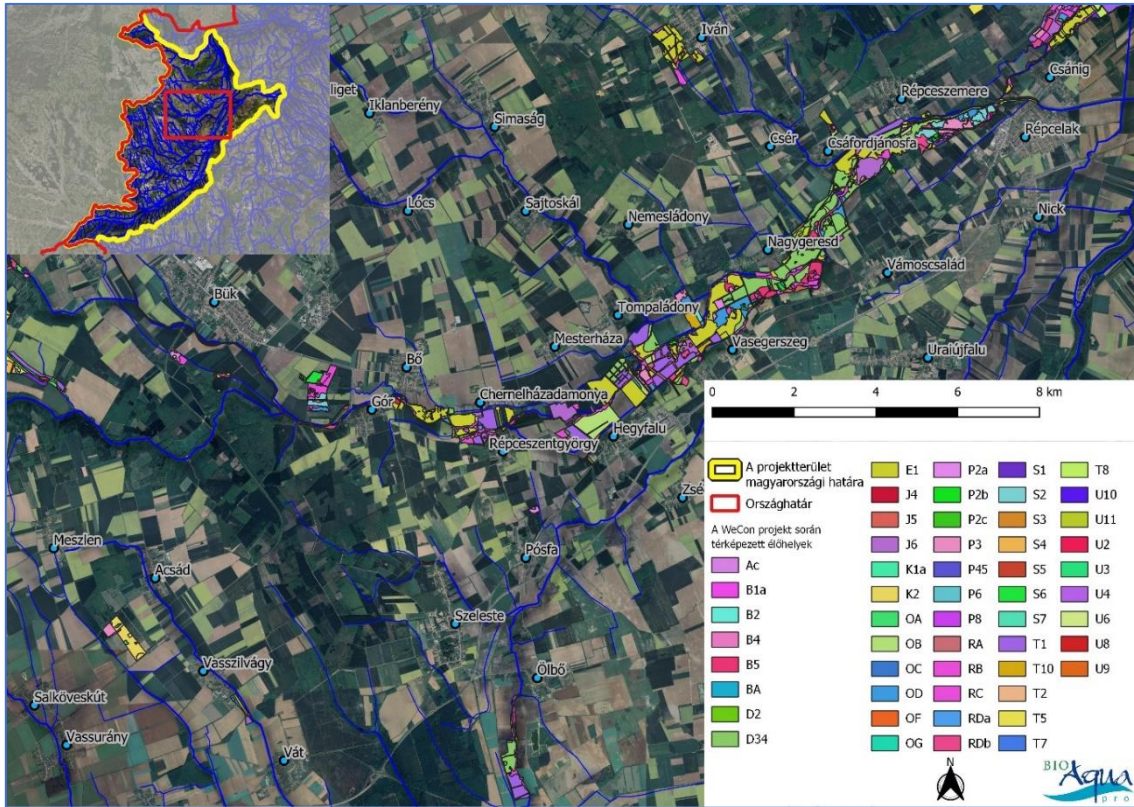 Iván
Csánig
Répceszemere
liget
Iklanberény
Simaság
Csér
Csáfordjánosfa
Répcelak
Lócs
Sajtoskál
Nemesládony
Nick
Nagygeresd
Vámoscsalád
Bük
Tompaládony
Mesterháza
Vasegerszeg
Uraiújfalu
Bő
Chernelházadamonya
Gór
Hegyfalu
Répceszentgyörgy
Zsé
Meszlen
Acsád
Pósfa
Szeleste
Vasszilvágy
Ölbő
Salköveskút
Vassurány
Vát
0 2 4 6 8 km
A projektterület
magyarországi határa
Országhatár
A WeCon projekt során
térképezett élőhelyek
Ac
B1a
B2
B4
B5
BA
D2
D34
E1
J4
J5
J6
K1a
K2
OA
OB
OC
OD
OF
OG
P2a
P2b
P2c
P3
P45
P6
P8
RA
RB
RC
RDa
RDb
S1
S2
S3
S4
S5
S6
S7
T1
T10
T2
T5
T7
T8
U10
U11
U2
U3
U4
U6
U8
U9
N
BIO
Aqua
pro